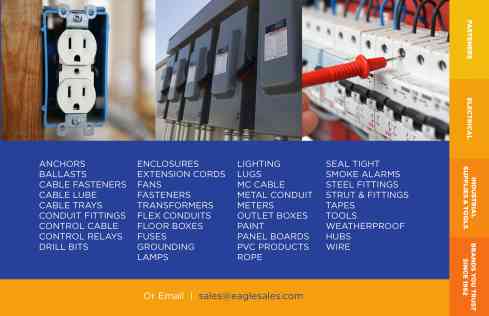 ANCHORS
BALLASTS
CABLE FASTENERS
CABLE LUBE
CABLE TRAYS
CONDUIT FITTINGS
CONTROL CABLE
CONTROL RELAYS
DRILL BITS
ENCLOSURES
EXTENSION CORDS
FANS
FASTENERS
TRANSFORMERS
FLEX CONDUITS
FLOOR BOXES
FUSES
GROUNDING
LAMPS
LIGHTING
LUGS
MC CABLE
METAL CONDUIT
METERS
OUTLET BOXES
PAINT
PANEL BOARDS
PVC PRODUCTS
ROPE
SEAL TIGHT
SMOKE ALARMS
STEEL FITTINGS
STRUT & FITTINGS
TAPES
TOOLS
WEATHERPROOF
HUBS
WIRE
Or Email | sales@eaglesales.com
FASTENERS
ELECTRICAL
INDUSTRIAL
SUPPLIES & TOOLS
BRANDS YOU TRUST
SINCE 1962